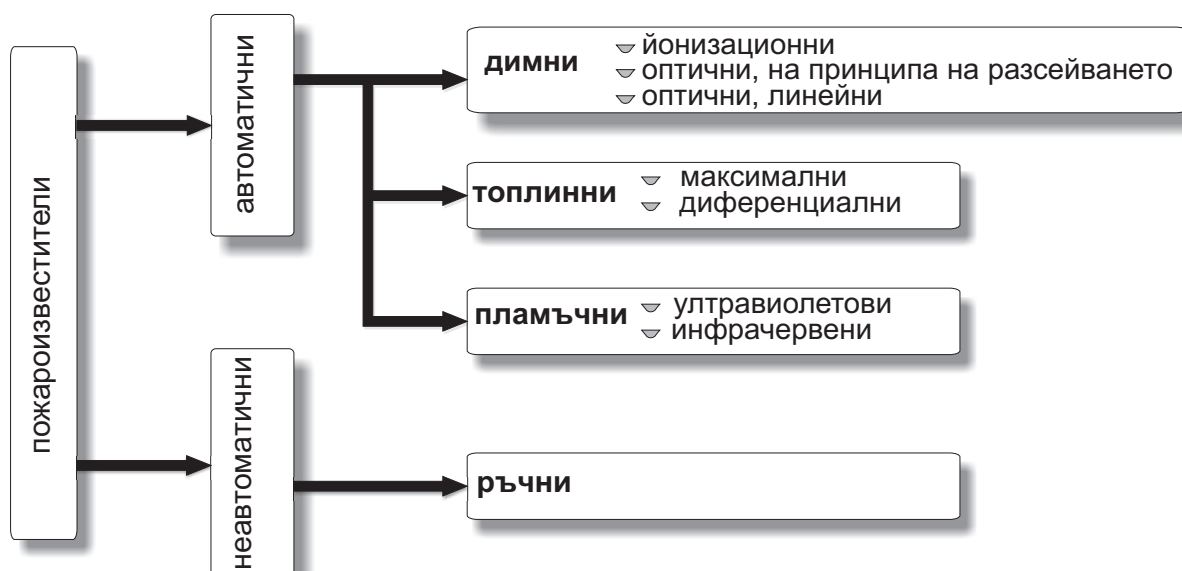 пожароизвестители
автоматични
димни
йонизационни
оптични, на принципа на разсейването
оптични, линейни
топлинни
максимални
диференциални
пламъчни
ултравиолетови
инфрачервени
неавтоматични
ръчни